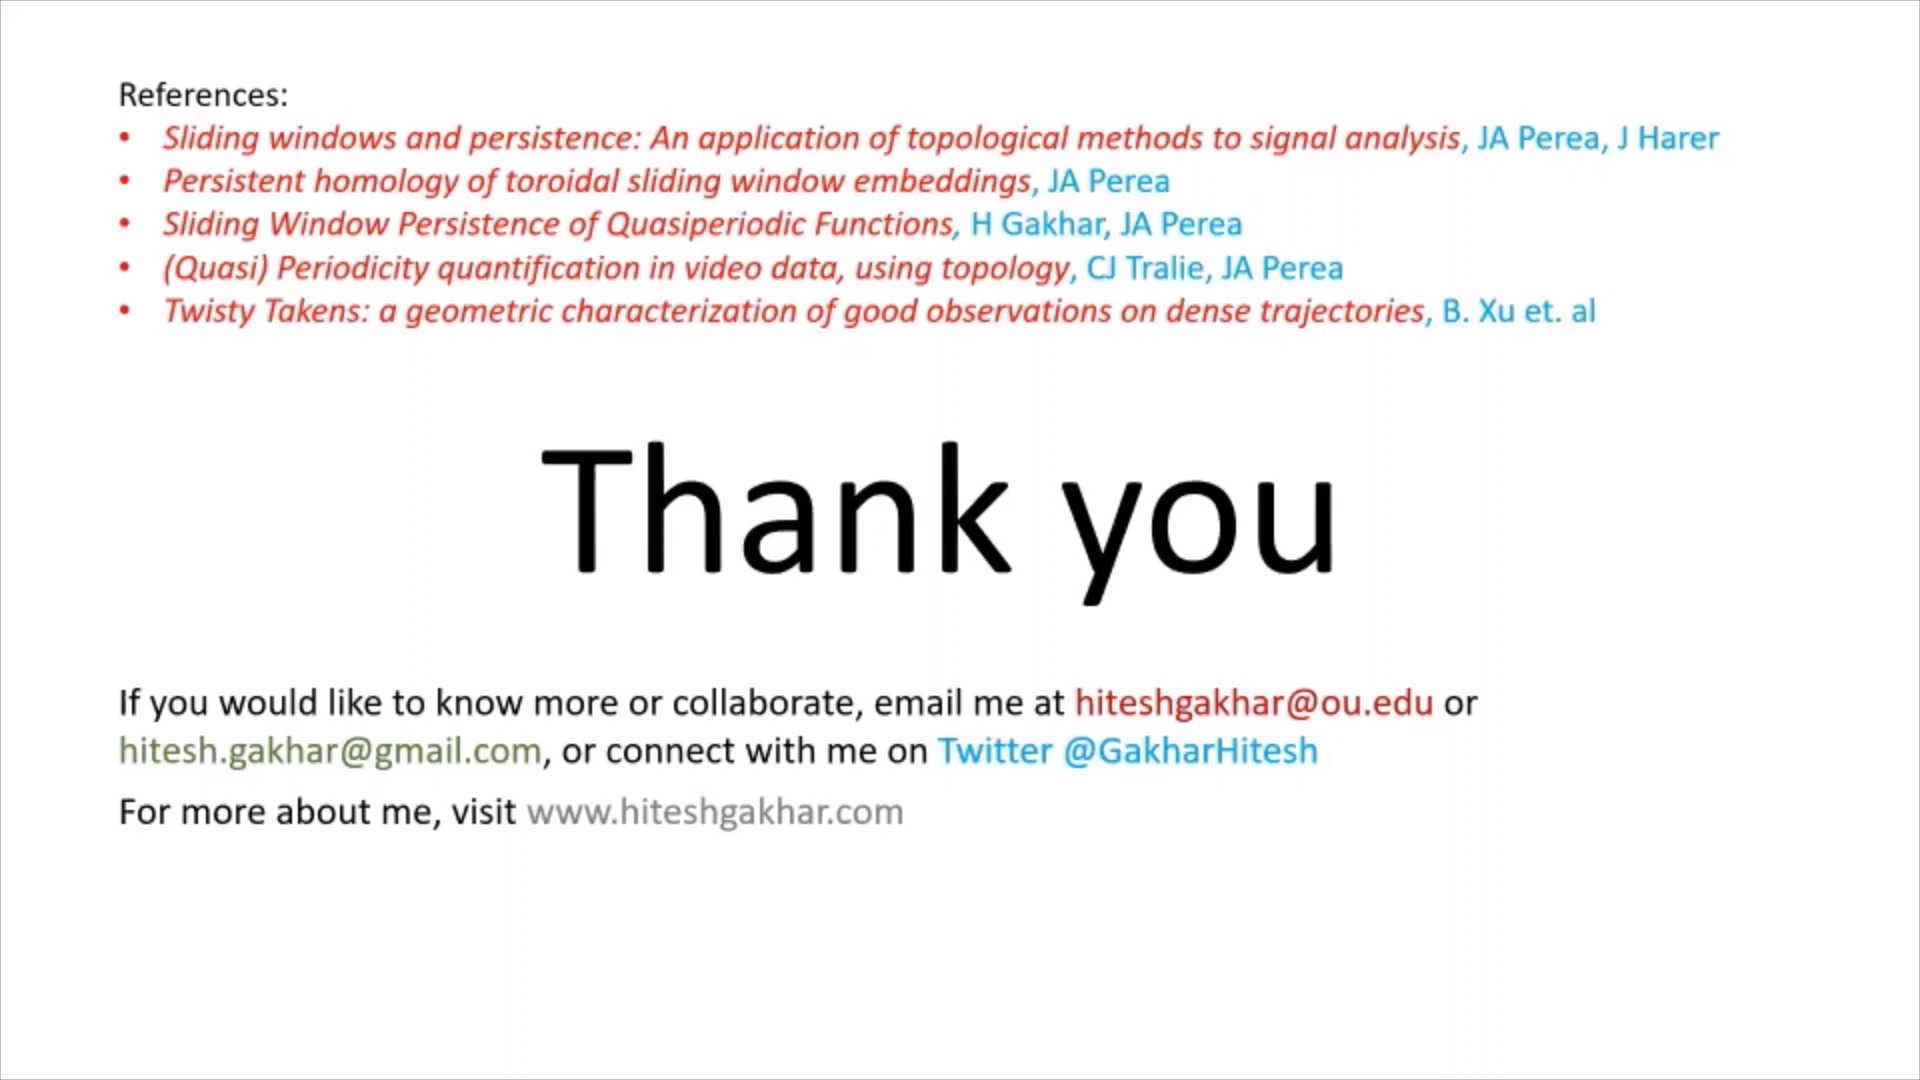 References:
• Sliding windows and persistence: An application of topological methods to signal analysis, JA Perea, J Harer
• Persistent homology of toroidal sliding window embeddings, JA Perea
• Sliding Window Persistence of Quasiperiodic Functions, H Gakhar, JA Perea
• (Quasi) Periodicity quantification in video data, using topology, CJ Tralie, JA Perea
• Twisty Takens: a geometric characterization of good observations on dense trajectories, B. Xu et. al
Thank you
If you would like to know more or collaborate, email me at hiteshgakhar@ou.edu or
hitesh.gakhar@gmail.com, or connect with me on Twitter @GakharHitesh
For more about me, visit www.hiteshgakhar.com